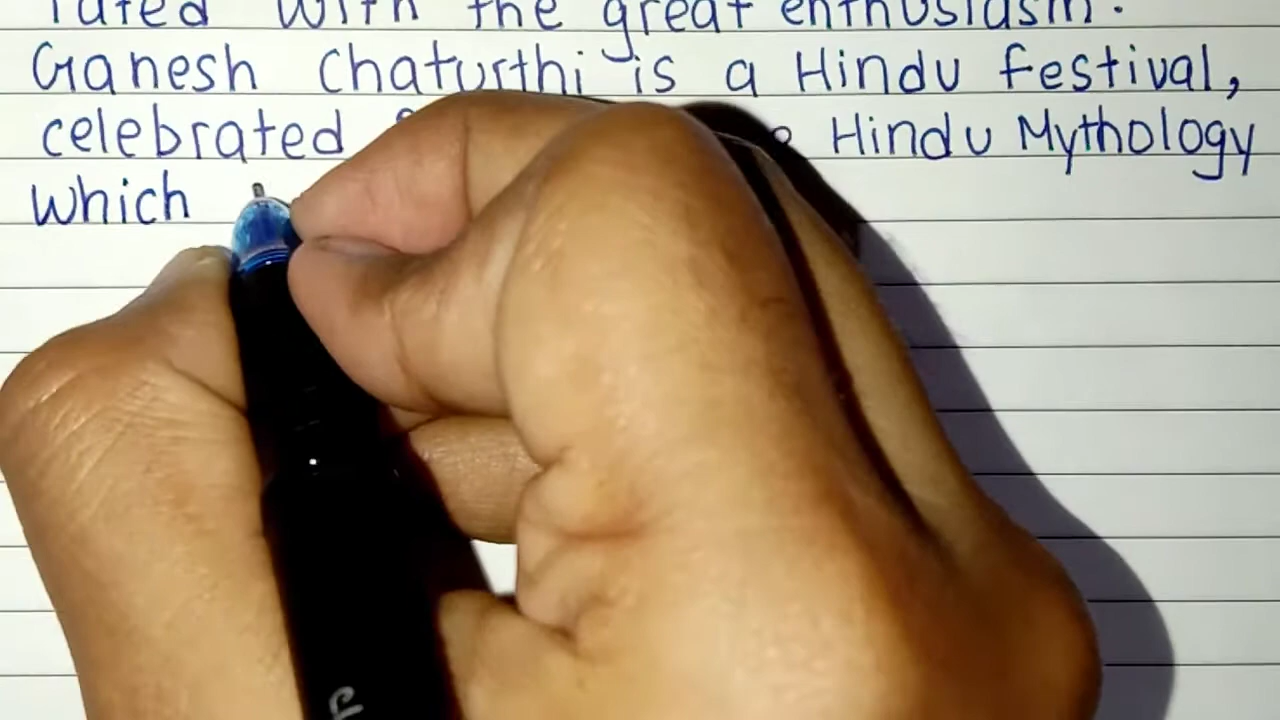 rated with the great enthusiasm.
Ganesh Chaturthi is a Hindu festival,
celebrated Hindu Mythology
which